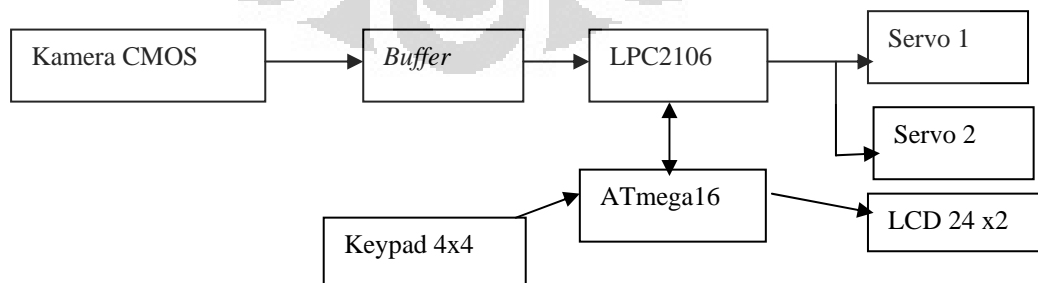 Kamera CMOS
Buffer
LPC2106
Servo 1
Servo 2
ATmega16
Keypad 4x4
LCD 24 x2